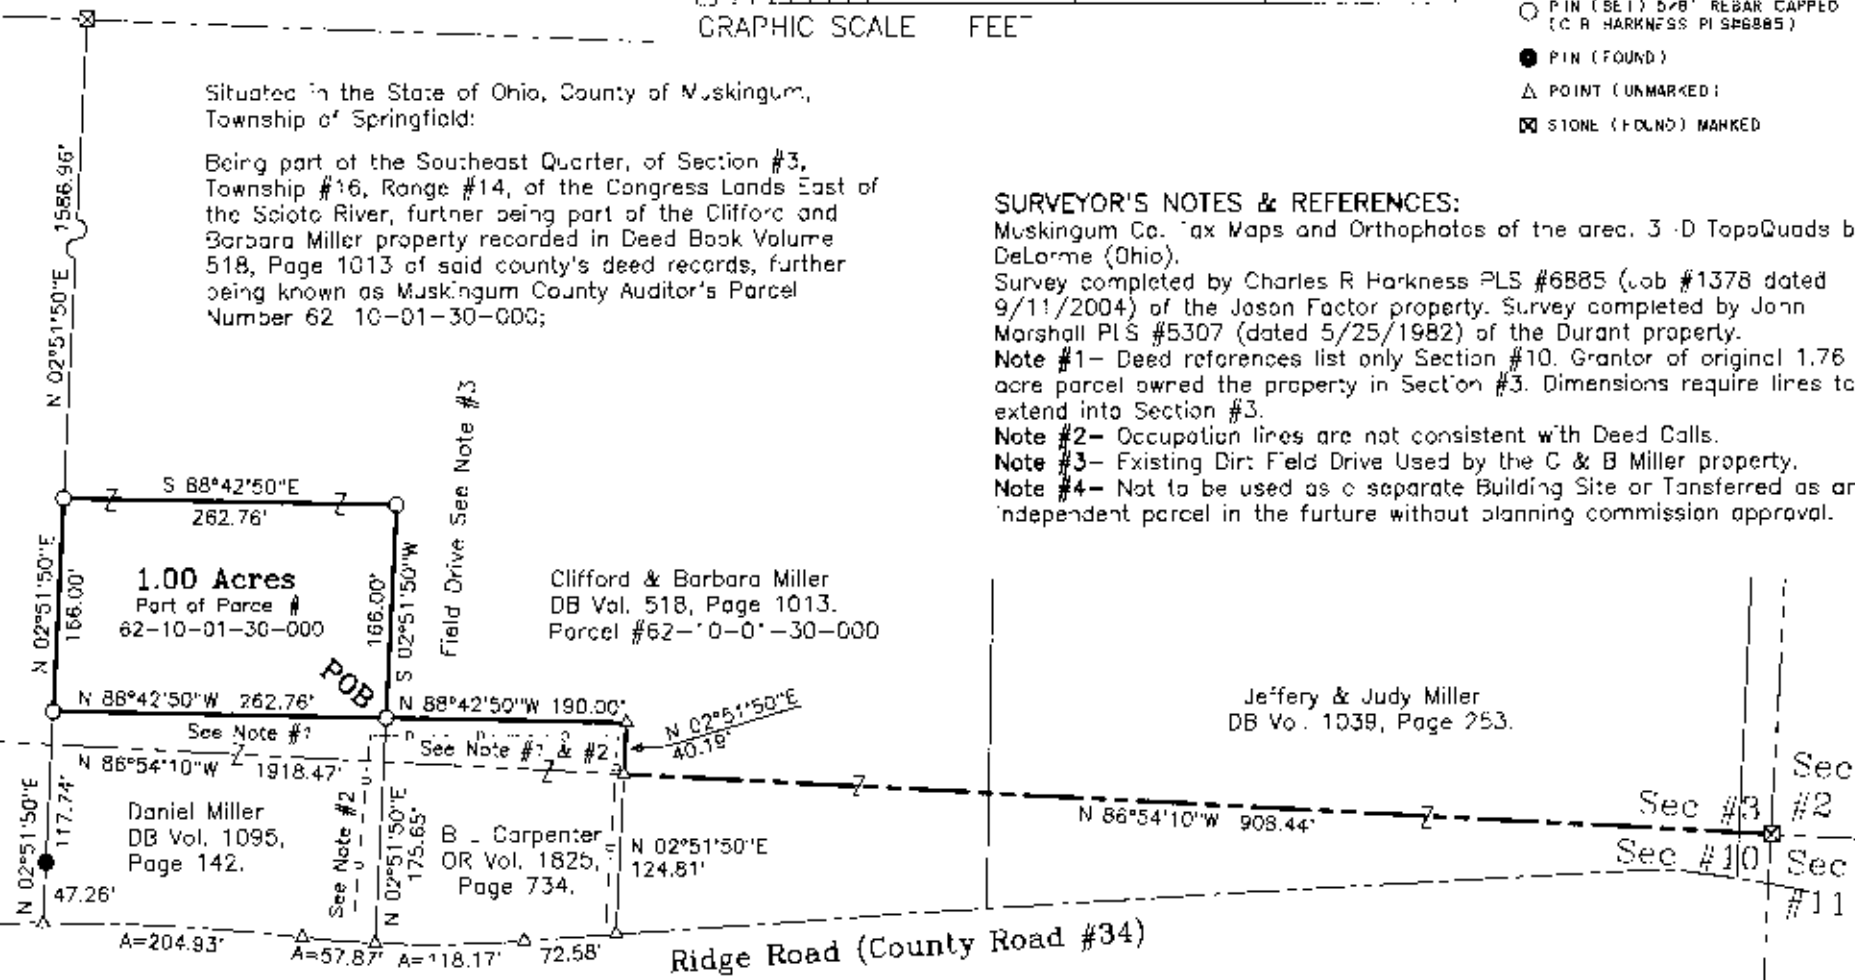 GRAPHIC SCALE FEET
PIN (SET) 5/8" REBAR CAPPED
(C R HARKNESS PLS#6885)
PIN (FOUND)
POINT (UNMARKED)
STONE (FOUND) MARKED
Situated in the State of Ohio, County of Muskingum,
Township of Springfield:
Being part of the Southeast Quarter, of Section #3,
Township #16, Range #14, of the Congress Lands East of
the Scioto River, further being part of the Clifford and
Barbara Miller property recorded in Deed Book Volume
518, Page 1013 of said county's deed records, further
being known as Muskingum County Auditor's Parcel
Number 62 10-01-30-000;
SURVEYOR'S NOTES & REFERENCES:
Muskingum Co. Tax Maps and Orthophotos of the area. 3-D TopoQuads b
DeLorme (Ohio).
Survey completed by Charles R Harkness PLS #6885 (Job #1378 dated
9/11/2004) of the Jason Factor property. Survey completed by John
Marshall PLS #5307 (dated 5/25/1982) of the Durant property.
Note #1- Deed references list only Section #10. Grantor of original 1.76
acre parcel owned the property in Section #3. Dimensions require lines to
extend into Section #3.
Note #2- Occupation lines are not consistent with Deed Calls.
Note #3- Existing Dirt Field Drive Used by the C & B Miller property.
Note #4- Not to be used as a separate Building Site or Tansferred as an
independent parcel in the furture without planning commission approval.
N 02°51'50"E 1586.96'
S 88°42'50"E
262.76'
N 02°51'50"E
166.00'
1.00 Acres
Part of Parcel #
62-10-01-30-000
166.00'
S 02°51'50"W
Field Drive See Note #3
Clifford & Barbara Miller
DB Vol. 518, Page 1013.
Parcel #62-10-01-30-000
POB
N 88°42'50"W 262.76'
N 88°42'50"W 190.00'
N 02°51'50"E
40.19'
See Note #1
See Note #1 & #2
Jeffery & Judy Miller
DB Vol. 1039, Page 253.
N 86°54'10"W 1918.47'
N 86°54'10"W 908.44'
Sec #3
Sec
#2
Sec #10
Sec
#11
N 02°51'50"E
117.74'
Daniel Miller
DB Vol. 1095,
Page 142.
See Note #2
N 02°51'50"E
175.65'
B Carpenter
OR Vol. 1825,
Page 734.
N 02°51'50"E
124.81'
47.26'
A=204.93'
A=57.87'
A=118.17'
72.58'
Ridge Road (County Road #34)